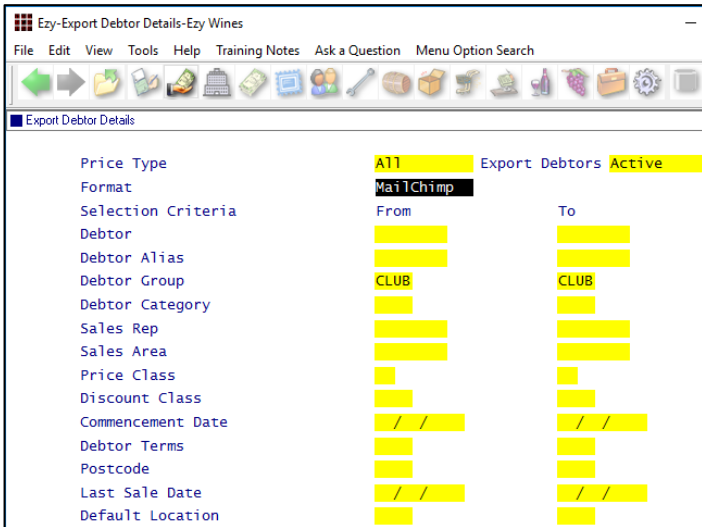 Ezy-Export Debtor Details-Ezy Wines
File Edit View Tools Help Training Notes Ask a Question Menu Option Search
Export Debtor Details
Price Type All Export Debtors Active
Format MailChimp
Selection Criteria From To
Debtor
Debtor Alias
Debtor Group CLUB CLUB
Debtor Category
Sales Rep
Sales Area
Price Class
Discount Class
Commencement Date / / / /
Debtor Terms
Postcode
Last Sale Date / / / /
Default Location